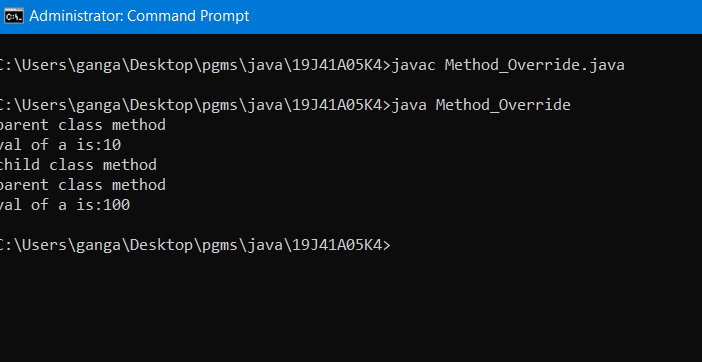 Administrator: Command Prompt
C:\Users\ganga\Desktop\pgms\java\19J41A05K4>javac Method_Override.java
C:\Users\ganga\Desktop\pgms\java\19J41A05K4>java Method_Override
parent class method
val of a is:10
child class method
parent class method
val of a is:100
C:\Users\ganga\Desktop\pgms\java\19J41A05K4>